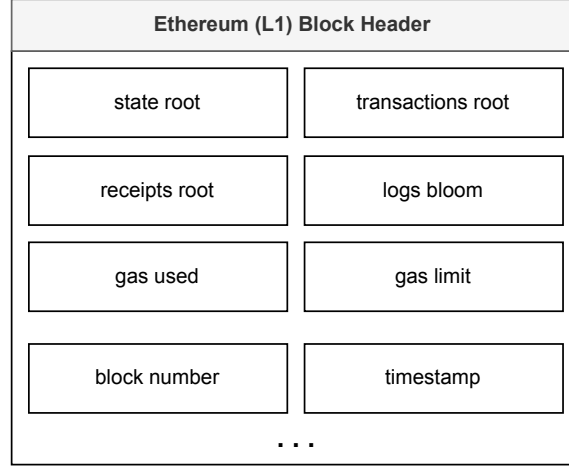 Ethereum (L1) Block Header
state root
transactions root
receipts root
logs bloom
gas used
gas limit
block number
timestamp
. . .